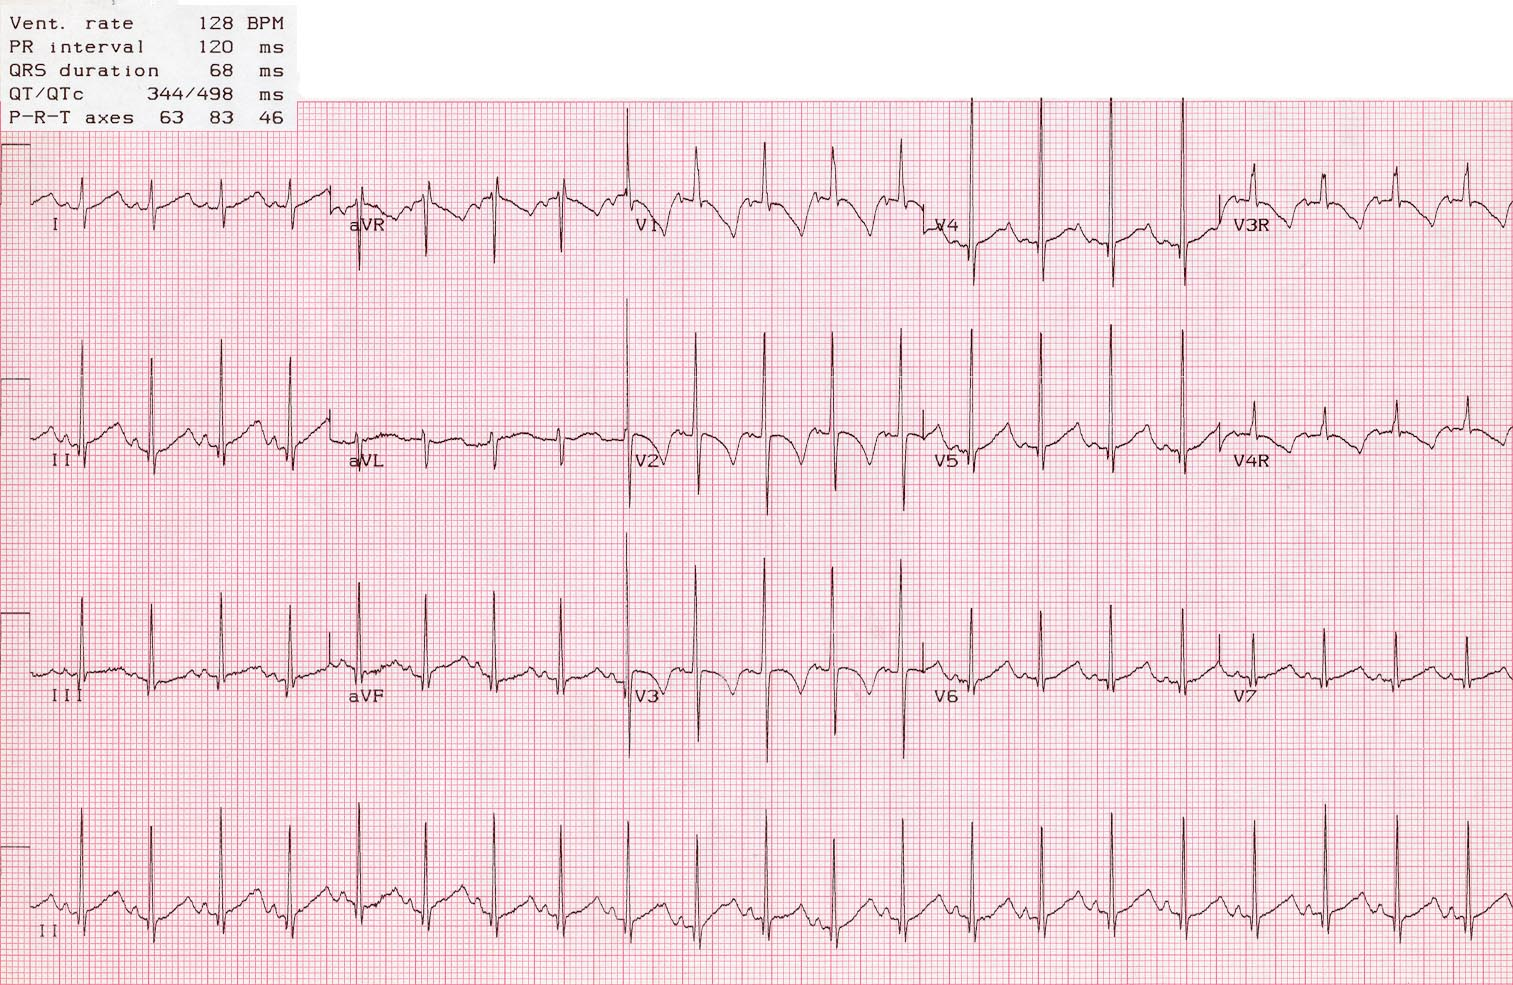 Vent. rate 128 BPM
PR interval 120 ms
QRS duration 68 ms
QT/QTc 344/498 ms
P-R-T axes 63 83 46
I aVR V1 V4 V3R
II aVL V2 V5 V4R
III aVF V3 V6 V7
II